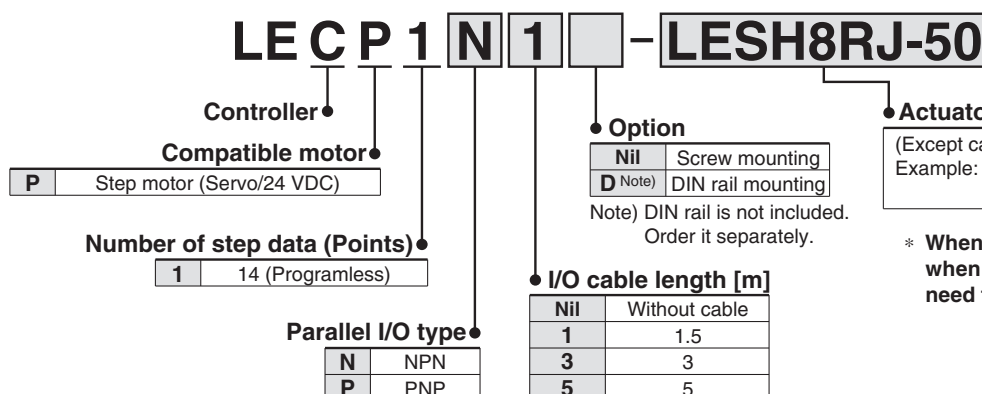 LECP1N1 - LESH8RJ-50
Controller
Compatible motor
P Step motor (Servo/24 VDC)
Number of step data (Points)
1 14 (Programless)
Parallel I/O type
N NPN
P PNP
Option
Nil Screw mounting
D Note) DIN rail mounting
Note) DIN rail is not included.
Order it separately.
I/O cable length [m]
Nil Without cable
1 1.5
3 3
5 5
(Except
Example:
* When
when
need